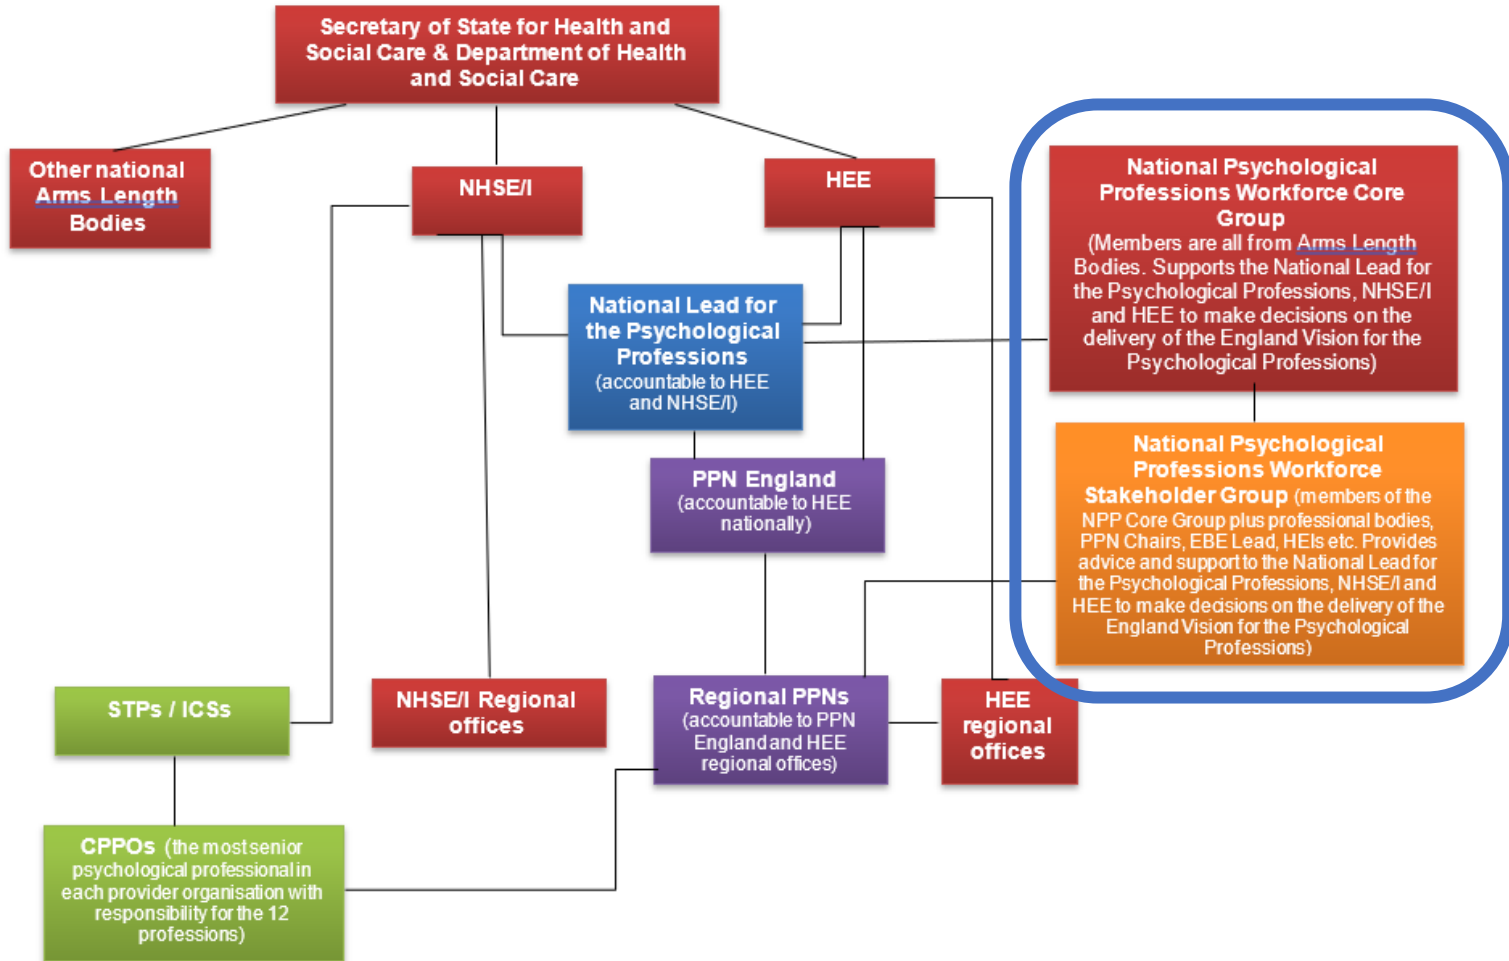 Secretary of State for Health and
Social Care & Department of Health
and Social Care
Other national
Arms Length
Bodies
NHSE/I
HEE
National Psychological
Professions Workforce Core
Group
(Members are all from Arms Length
Bodies. Supports the National Lead for
the Psychological Professions, NHSE/I
and HEE to make decisions on the
delivery of the England Vision for the
Psychological Professions)
National Lead for
the Psychological
Professions
(accountable to HEE
and NHSE/I)
National Psychological
Professions Workforce
Stakeholder Group (members of the
NPP Core Group plus professional bodies,
PPN Chairs, EBE Lead, HEIs etc. Provides
advice and support to the National Lead for
the Psychological Professions, NHSE/I and
HEE to make decisions on the delivery of the
England Vision for the Psychological
Professions)
PPN England
(accountable to HEE
nationally)
STPs / ICSs
NHSE/I Regional
offices
Regional PPNs
(accountable to PPN
England and HEE
regional offices)
HEE
regional
offices
CPPOs (the most senior
psychological professional in
each provider organisation with
responsibility for the 12
professions)